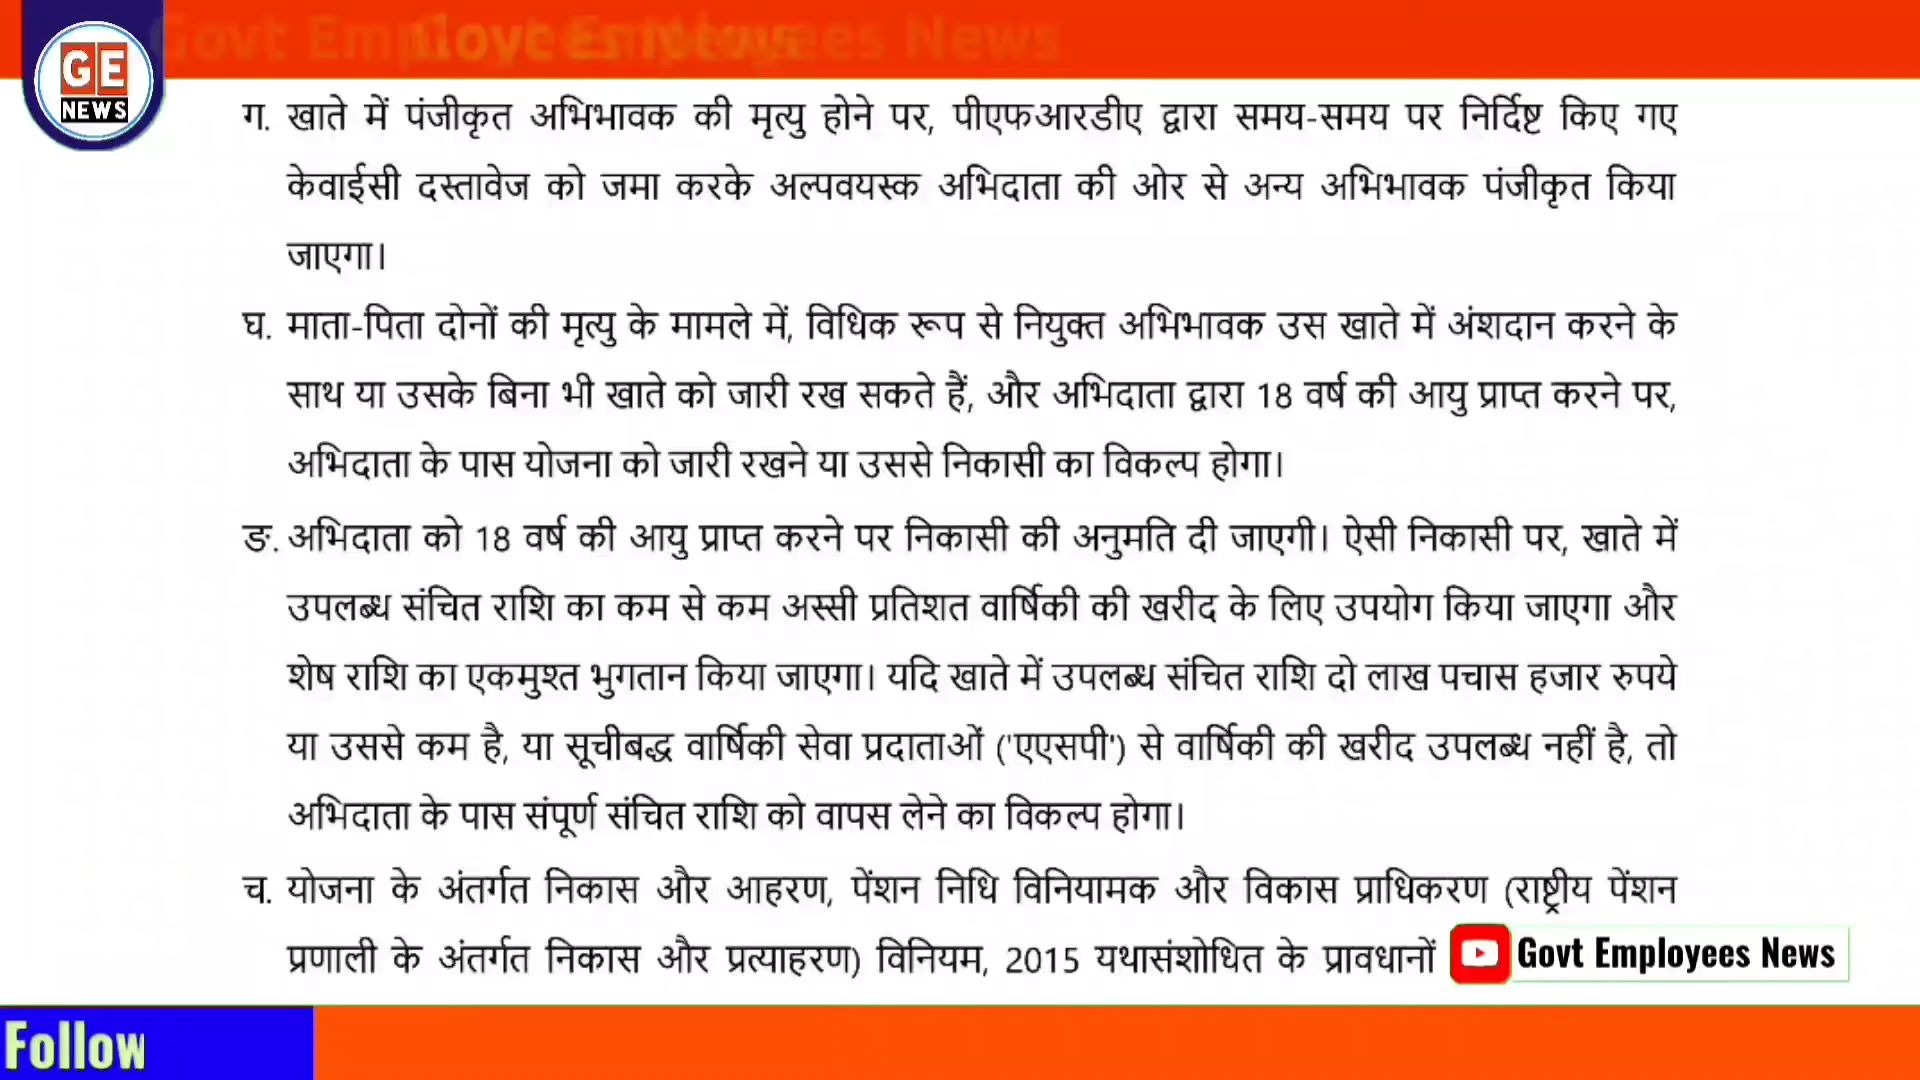 GE
NEWS
ग. खाते में पंजीकृत अभिभावक की मृत्यु होने पर, पीएफआरडीए द्वारा समय-समय पर निर्दिष्ट किए गए
केवाईसी दस्तावेज को जमा करके अल्पवयस्क अभिदाता की ओर से अन्य अभिभावक पंजीकृत किया
जाएगा।
घ. माता-पिता दोनों की मृत्यु के मामले में, विधिक रूप से नियुक्त अभिभावक उस खाते में अंशदान करने के
साथ या उसके बिना भी खाते को जारी रख सकते हैं, और अभिदाता द्वारा 18 वर्ष की आयु प्राप्त करने पर,
अभिदाता के पास योजना को जारी रखने या उससे निकासी का विकल्प होगा।
ङ. अभिदाता को 18 वर्ष की आयु प्राप्त करने पर निकासी की अनुमति दी जाएगी। ऐसी निकासी पर, खाते में
उपलब्ध संचित राशि का कम से कम अस्सी प्रतिशत वार्षिकी की खरीद के लिए उपयोग किया जाएगा और
शेष राशि का एकमुश्त भुगतान किया जाएगा। यदि खाते में उपलब्ध संचित राशि दो लाख पचास हजार रुपये
या उससे कम है, या सूचीबद्ध वार्षिकी सेवा प्रदाताओं ('एएसपी') से वार्षिकी की खरीद उपलब्ध नहीं है, तो
अभिदाता के पास संपूर्ण संचित राशि को वापस लेने का विकल्प होगा।
च. योजना के अंतर्गत निकास और आहरण, पेंशन निधि विनियामक और विकास प्राधिकरण (राष्ट्रीय पेंशन
प्रणाली के अंतर्गत निकास और प्रत्याहरण) विनियम, 2015 यथासंशोधित के प्रावधानों
Govt Employees News
Follow